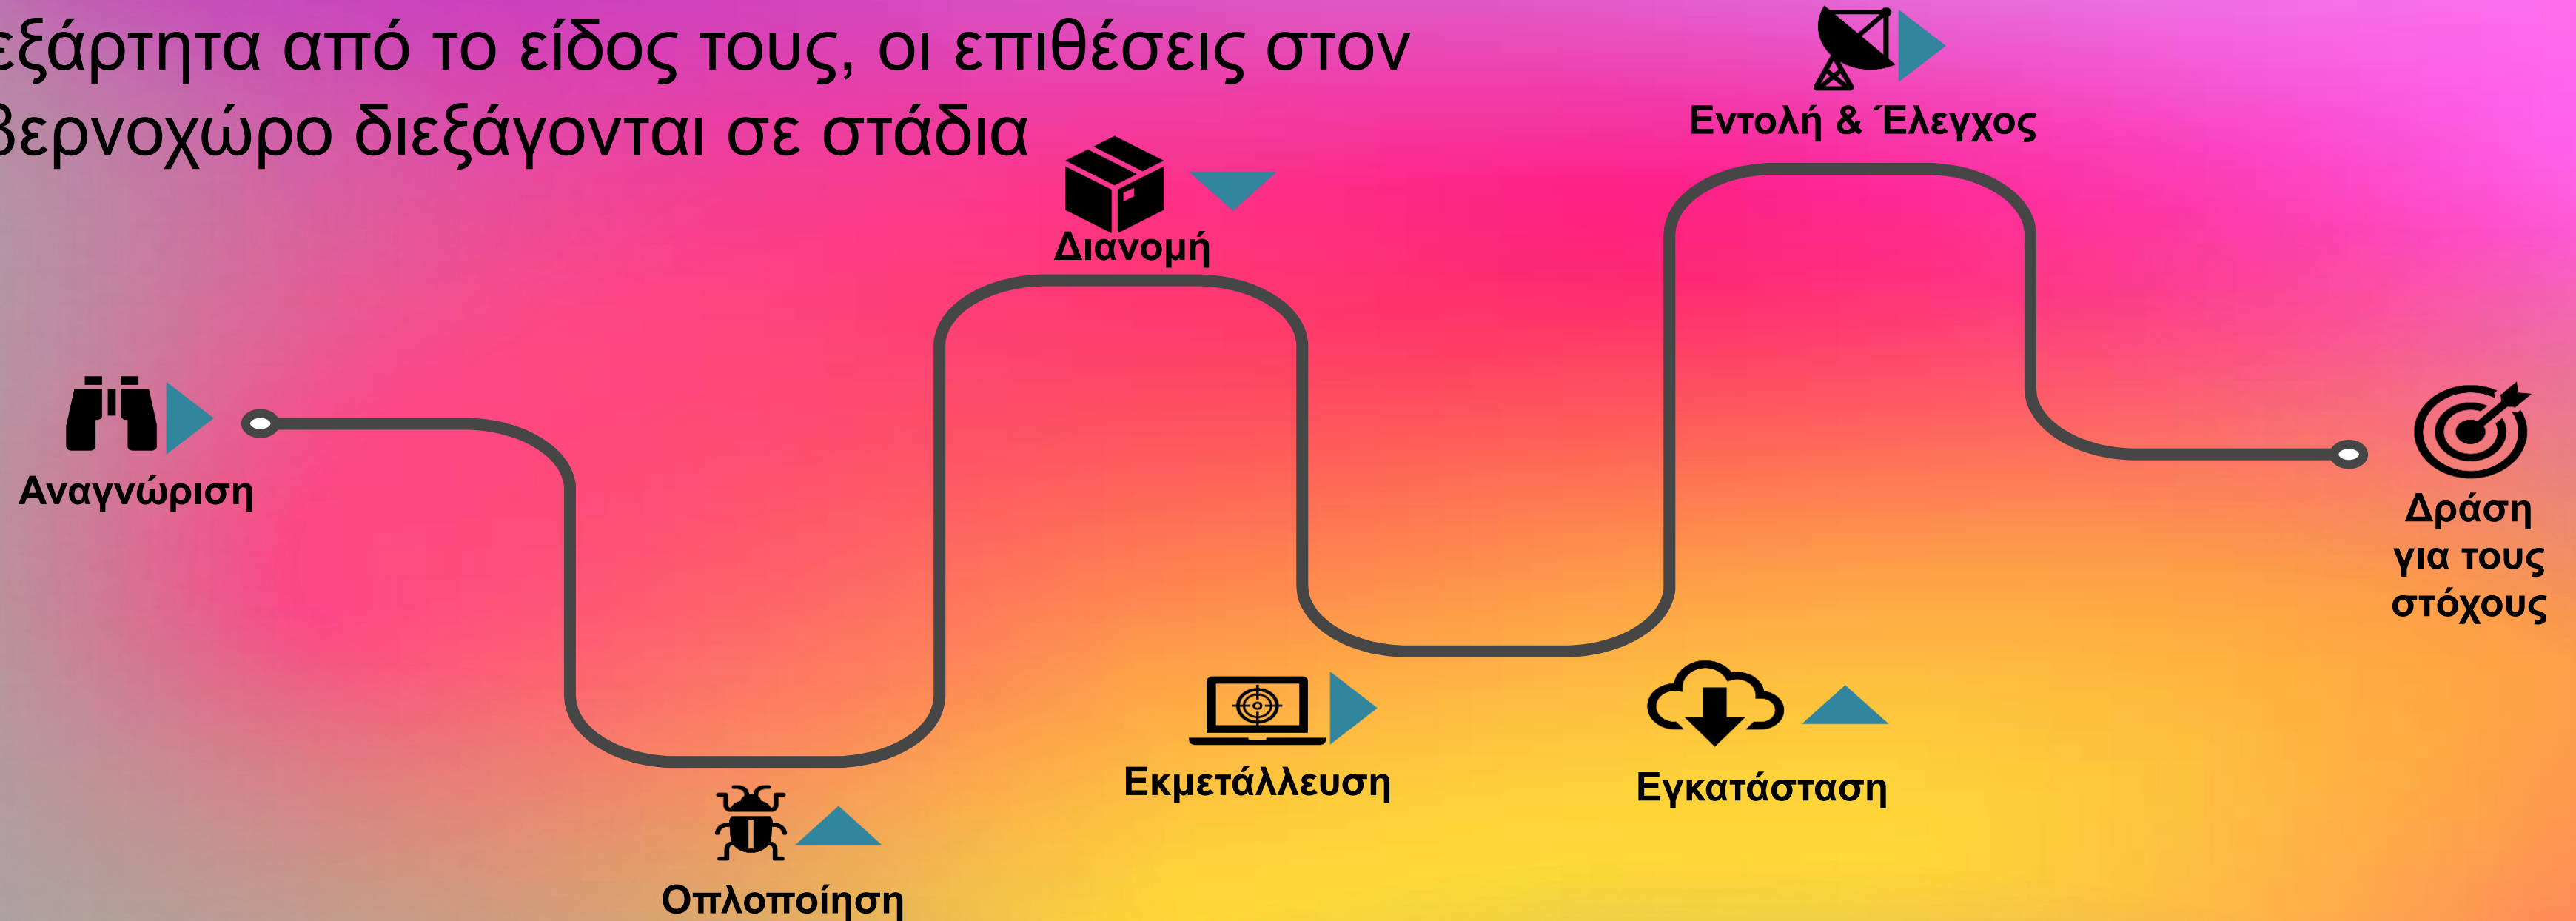 εξάρτητα από το είδος τους, οι επιθέσεις στον
βερνοχώρο διεξάγονται σε στάδια
Εντολή & Έλεγχος
Διανομή
Αναγνώριση
Δράση
για τους
στόχους
Εκμετάλλευση
Εγκατάσταση
Οπλοποίηση